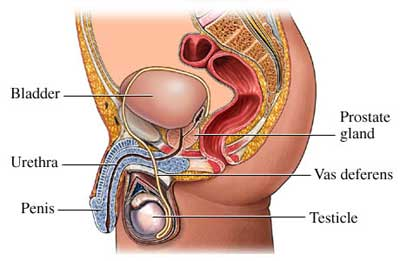 Bladder
Prostate
gland
Urethra
Vas deferens
Penis
Testicle